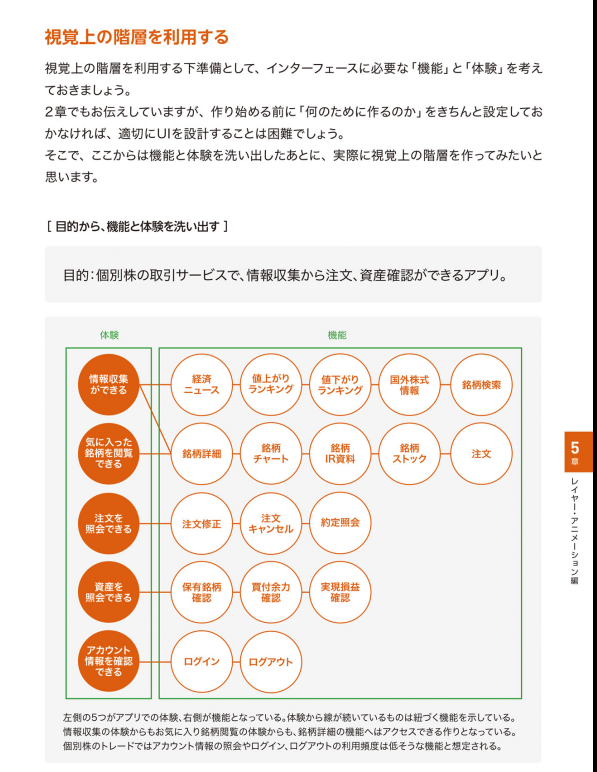 視覚上の階層を利用する
視覚上の階層を利用する下準備として、インターフェースに必要な「機能」と「体験」を考え
ておきましょう。
2章でもお伝えしていますが、作り始める前に「何のために作るのか」をきちんと設定してお
かなければ、適切にUIを設計することは困難でしょう。
そこで、ここからは機能と体験を洗い出したあとに、実際に視覚上の階層を作ってみたいと
思います。
[ 目的から、機能と体験を洗い出す ]
目的：個別株の取引サービスで、情報収集から注文、資産確認ができるアプリ。
体験
機能
情報収集
ができる
経済
ニュース
値上がり
ランキング
値下がり
ランキング
国外株式
情報
銘柄検索
気に入った
銘柄を閲覧
できる
銘柄詳細
銘柄
チャート
銘柄
IR資料
銘柄
ストック
注文
注文を
照会できる
注文修正
注文
キャンセル
約定照会
資産を
照会できる
保有銘柄
確認
買付余力
確認
実現損益
確認
アカウント
情報を確認
できる
ログイン
ログアウト
左側の5つがアプリでの体験、右側が機能となっている。体験から線が続いているものは紐づく機能を示している。
情報収集の体験からもお気に入り銘柄閲覧の体験からも、銘柄詳細の機能へはアクセスできる作りとなっている。
個別株のトレードではアカウント情報の照会やログイン、ログアウトの利用頻度は低そうな機能と想定される。
5
章
レイヤー・アニメーション編